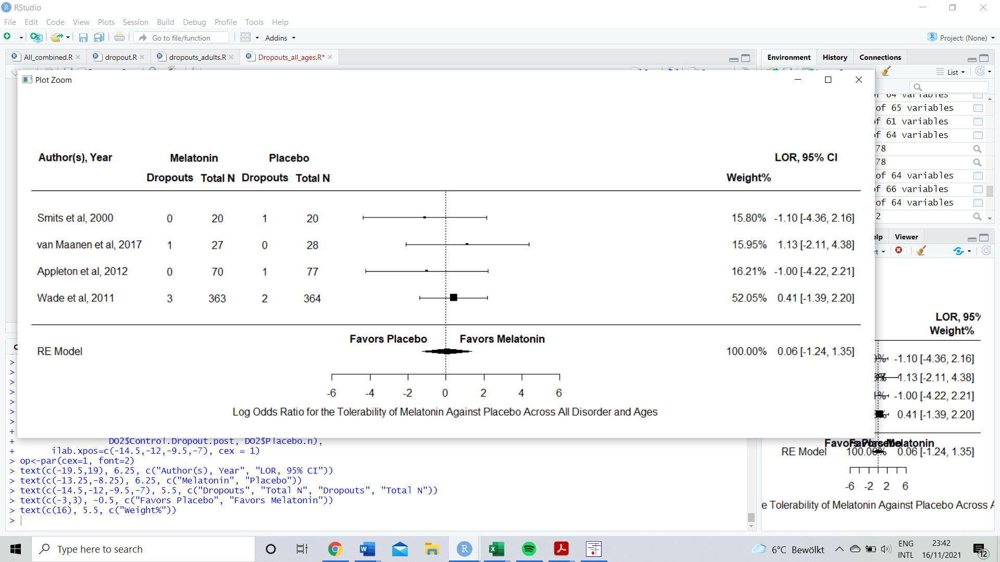 RStudio
File Edit Code View Plots Session Build Debug Profile Tools Help
Go to file/function Addins Project: (None)
All_combined.R dropout.R dropouts_adults.R Dropouts_all_ages.R*
Environment History Connections
List
Plot Zoom
of 64 variables
of 65 variables
of 61 variables
of 64 variables
78
78
of 64 variables
of 66 variables
of 64 variables
2
Viewer
Author(s), Year Melatonin Placebo LOR, 95% CI
Dropouts Total N Dropouts Total N Weight%
Smits et al, 2000 0 20 1 20 15.80% -1.10 [-4.36, 2.16]
van Maanen et al, 2017 1 27 0 28 15.95% 1.13 [-2.11, 4.38]
Appleton et al, 2012 0 70 1 77 16.21% -1.00 [-4.22, 2.21]
Wade et al, 2011 3 363 2 364 52.05% 0.41 [-1.39, 2.20]
Favors Placebo Favors Melatonin
RE Model 100.00% 0.06 [-1.24, 1.35]
-6 -4 -2 0 2 4 6
Log Odds Ratio for the Tolerability of Melatonin Against Placebo Across All Disorder and Ages
LOR, 95%
Weight%
-1.10 [-4.36, 2.16]
1.13 [-2.11, 4.38]
-1.00 [-4.22, 2.21]
0.41 [-1.39, 2.20]
Favors Placebo Favors Melatonin
RE Model 100.00% 0.06 [-1.24, 1.35]
-6 -2 2 6
e Tolerability of Melatonin Against Placebo Across A
>
>
>
>
>
>
>
+
+ DO2$Control.Dropout.post, DO2$Placebo.n),
+ ilab.xpos=c(-14.5,-12,-9.5,-7), cex = 1)
> op<-par(cex=1, font=2)
> text(c(-19.5,19), 6.25, c("Author(s), Year", "LOR, 95% CI"))
> text(c(-13.25,-8.25), 6.25, c("Melatonin", "Placebo"))
> text(c(-14.5,-12,-9.5,-7), 5.5, c("Dropouts", "Total N", "Dropouts", "Total N"))
> text(c(-3,3), -0.5, c("Favors Placebo", "Favors Melatonin"))
> text(c(16), 5.5, c("Weight%"))
>
Type here to search
6°C Bewölkt
ENG
INTL
23:42
16/11/2021
12